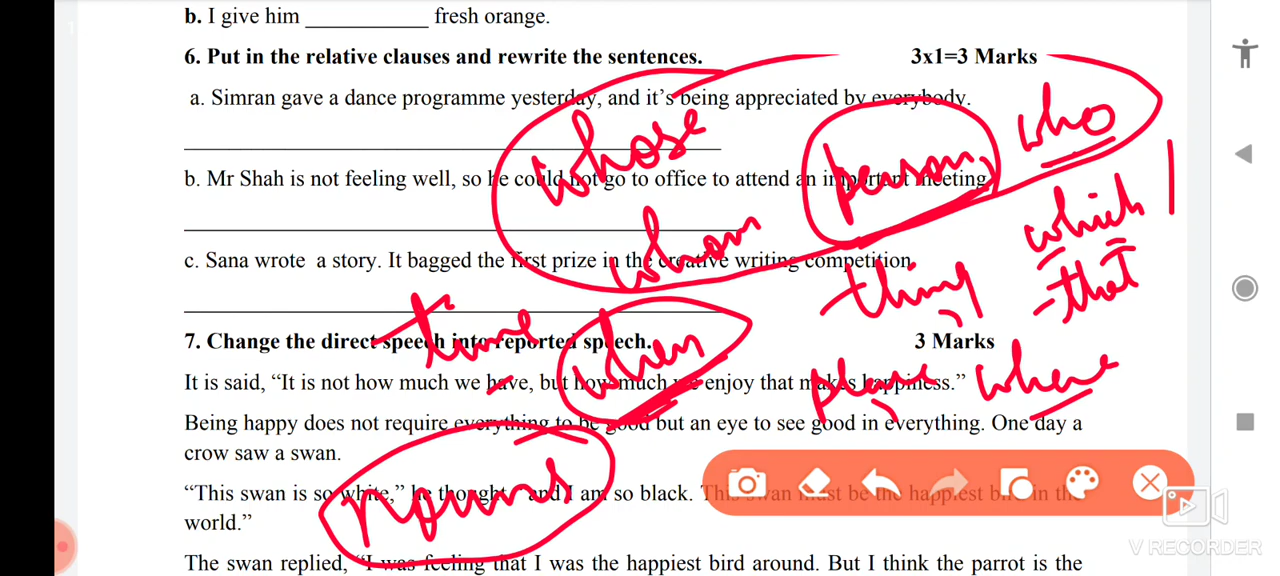 b. I give him ____________ fresh orange.
6. Put in the relative clauses and rewrite the sentences. 3x1=3 Marks
a. Simran gave a dance programme yesterday, and it's being appreciated by everybody.
who
whose
person
b. Mr Shah is not feeling well, so he could not go to office to attend an important meeting.
which
whom
c. Sana wrote a story. It bagged the first prize in the creative writing competition.
thing
that
time
when
7. Change the direct speech into reported speech. 3 Marks
It is said, “It is not how much we have, but how much we enjoy that makes happiness.”
place where
Being happy does not require everything to be good but an eye to see good in everything. One day a
crow saw a swan.
“This swan is so white,” he thought, “and I am so black. This swan must be the happiest bird in the
nouns
world.”
The swan replied, “I was feeling that I was the happiest bird around. But I think the parrot is the
V RECORDER